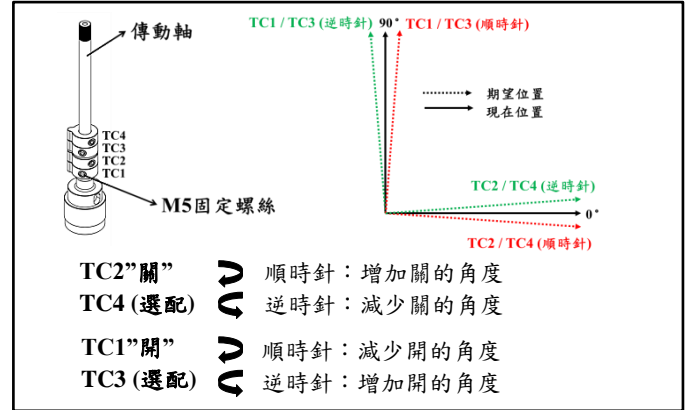 傳動軸
TC4
TC3
TC2
TC1
M5固定螺絲
TC1 / TC3 (逆時針)
90°
TC1 / TC3 (順時針)
期望位置
現在位置
TC2 / TC4 (逆時針)
0°
TC2 / TC4 (順時針)
TC2”關” 順時針：增加關的角度
TC4 (選配) 逆時針：減少關的角度
TC1”開” 順時針：減少開的角度
TC3 (選配) 逆時針：增加開的角度